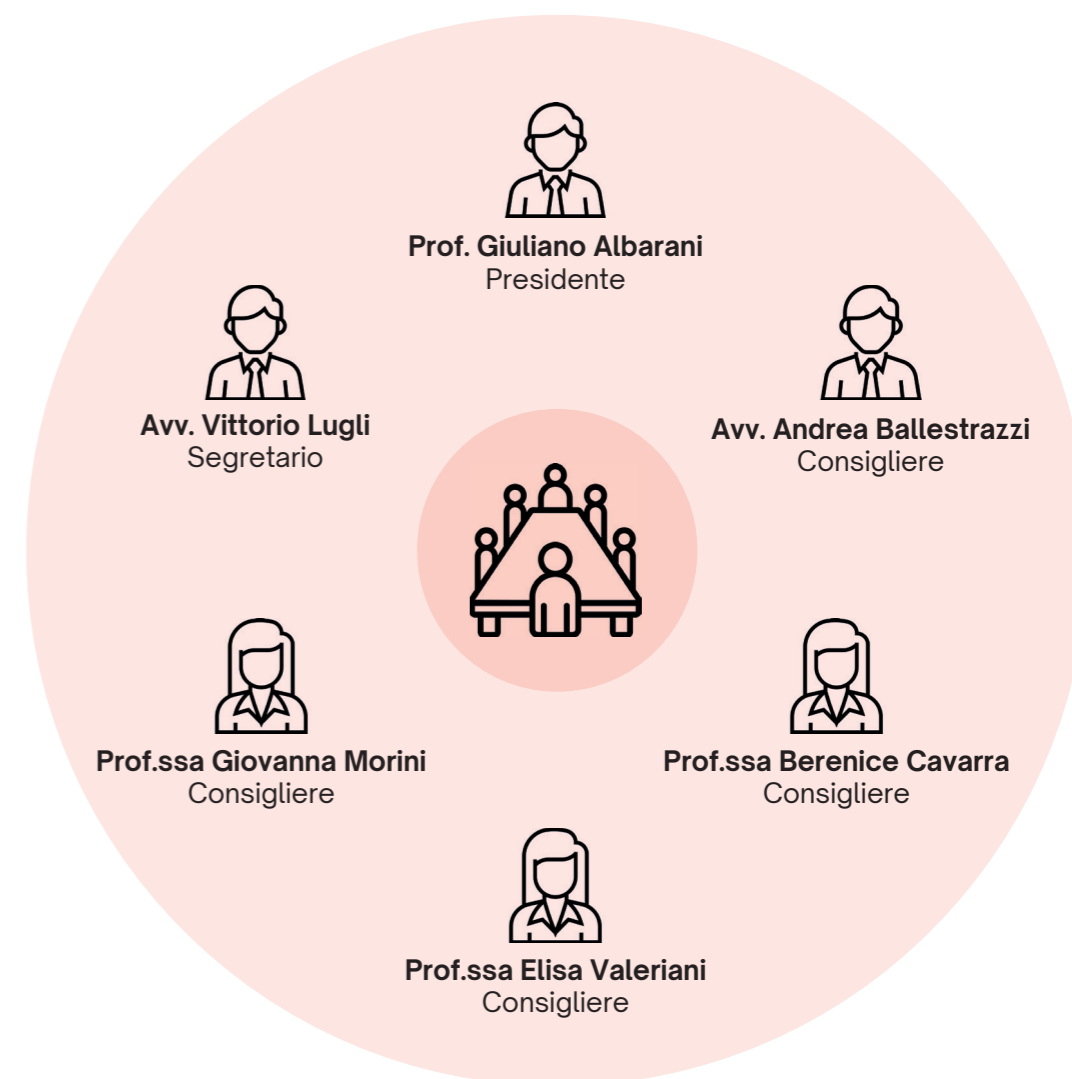 Prof. Giuliano Albarani
Presidente
Avv. Vittorio Lugli
Segretario
Avv. Andrea Ballestrazzi
Consigliere
Prof.ssa Giovanna Morini
Consigliere
Prof.ssa Berenice Cavarra
Consigliere
Prof.ssa Elisa Valeriani
Consigliere